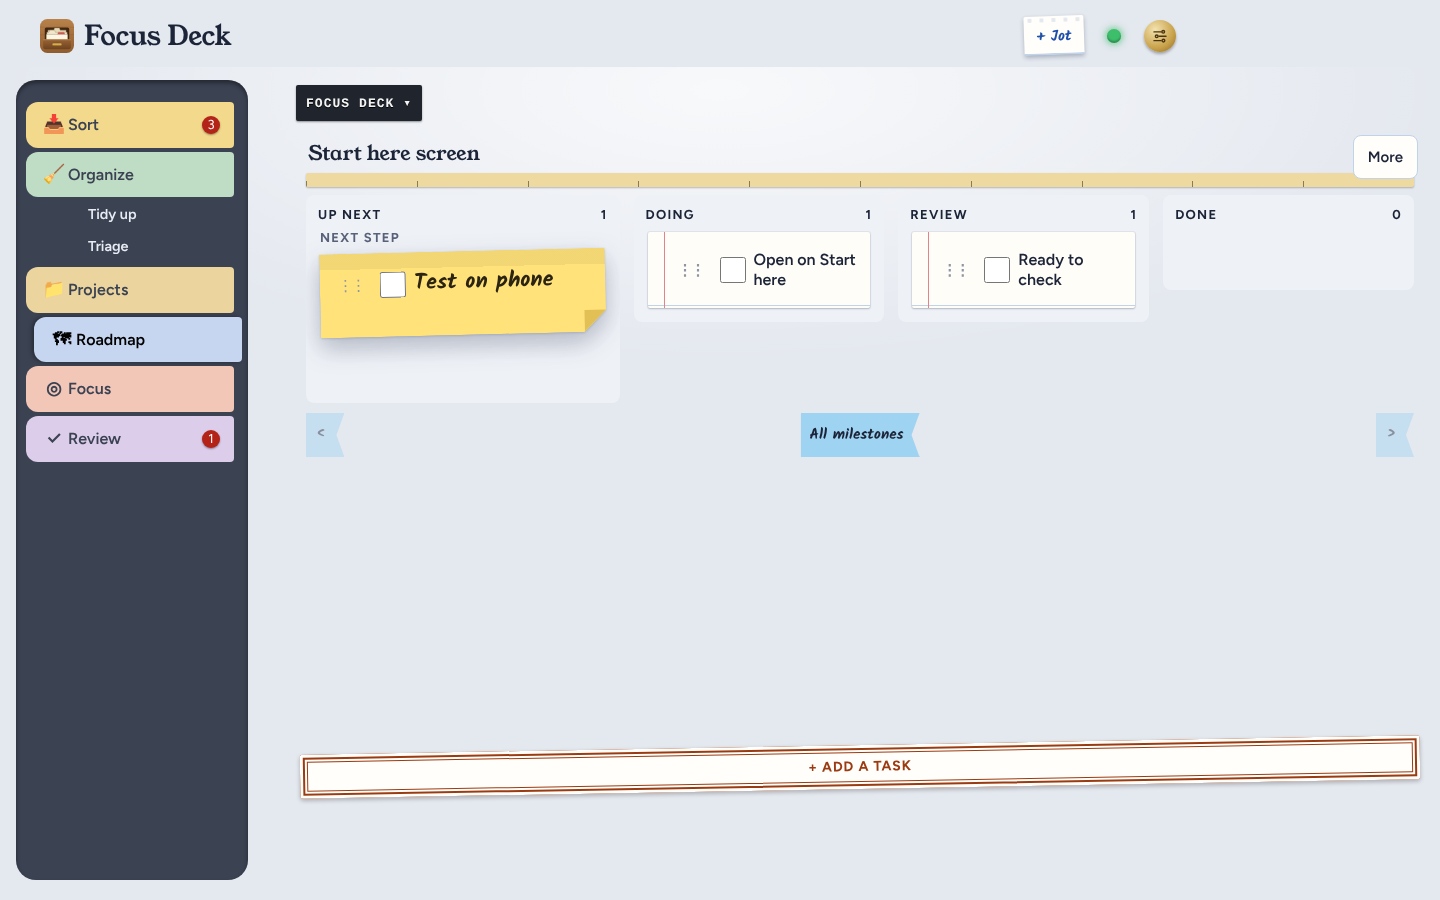 Focus Deck
+ Jot
Sort 3
Organize
Tidy up
Triage
Projects
Roadmap
Focus
Review 1
FOCUS DECK ▾
Start here screen
More
UP NEXT 1
NEXT STEP
Test on phone
DOING 1
Open on Start
here
REVIEW 1
Ready to
check
DONE 0
<
All milestones
>
+ ADD A TASK